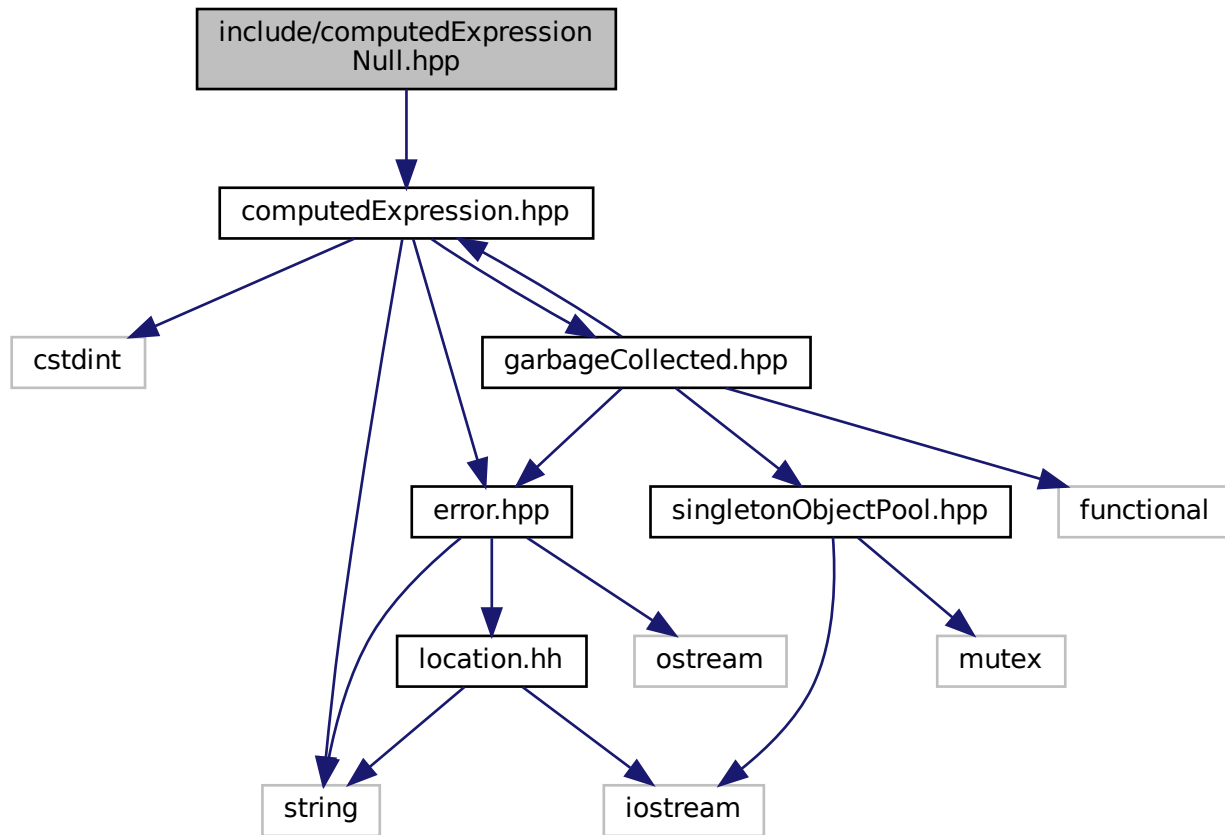 include/computedExpression
Null.hpp
computedExpression.hpp
cstdint
garbageCollected.hpp
error.hpp
singletonObjectPool.hpp
functional
location.hh
ostream
mutex
string
iostream